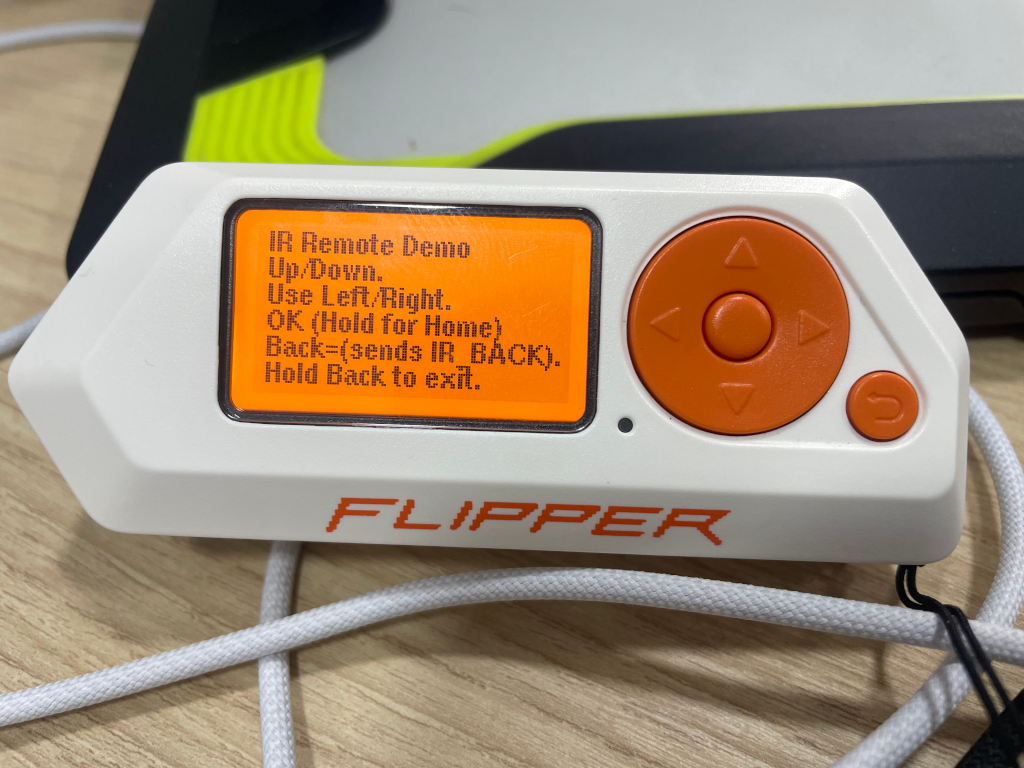 IR Remote Demo
Up/Down.
Use Left/Right.
OK (Hold for Home)
Back=(sends IR_BACK).
Hold Back to exit.
FLIPPER